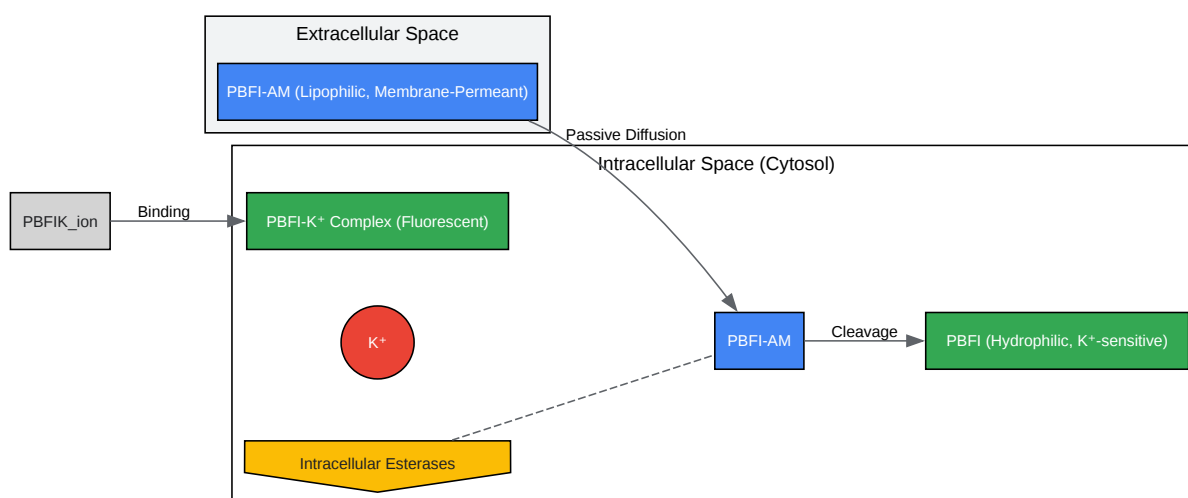 Extracellular Space
PBFI-AM (Lipophilic, Membrane-Permeant)
Passive Diffusion
Intracellular Space (Cytosol)
PBFIK_ion
Binding
PBFI-K⁺ Complex (Fluorescent)
K⁺
PBFI-AM
Cleavage
PBFI (Hydrophilic, K⁺-sensitive)
Intracellular Esterases